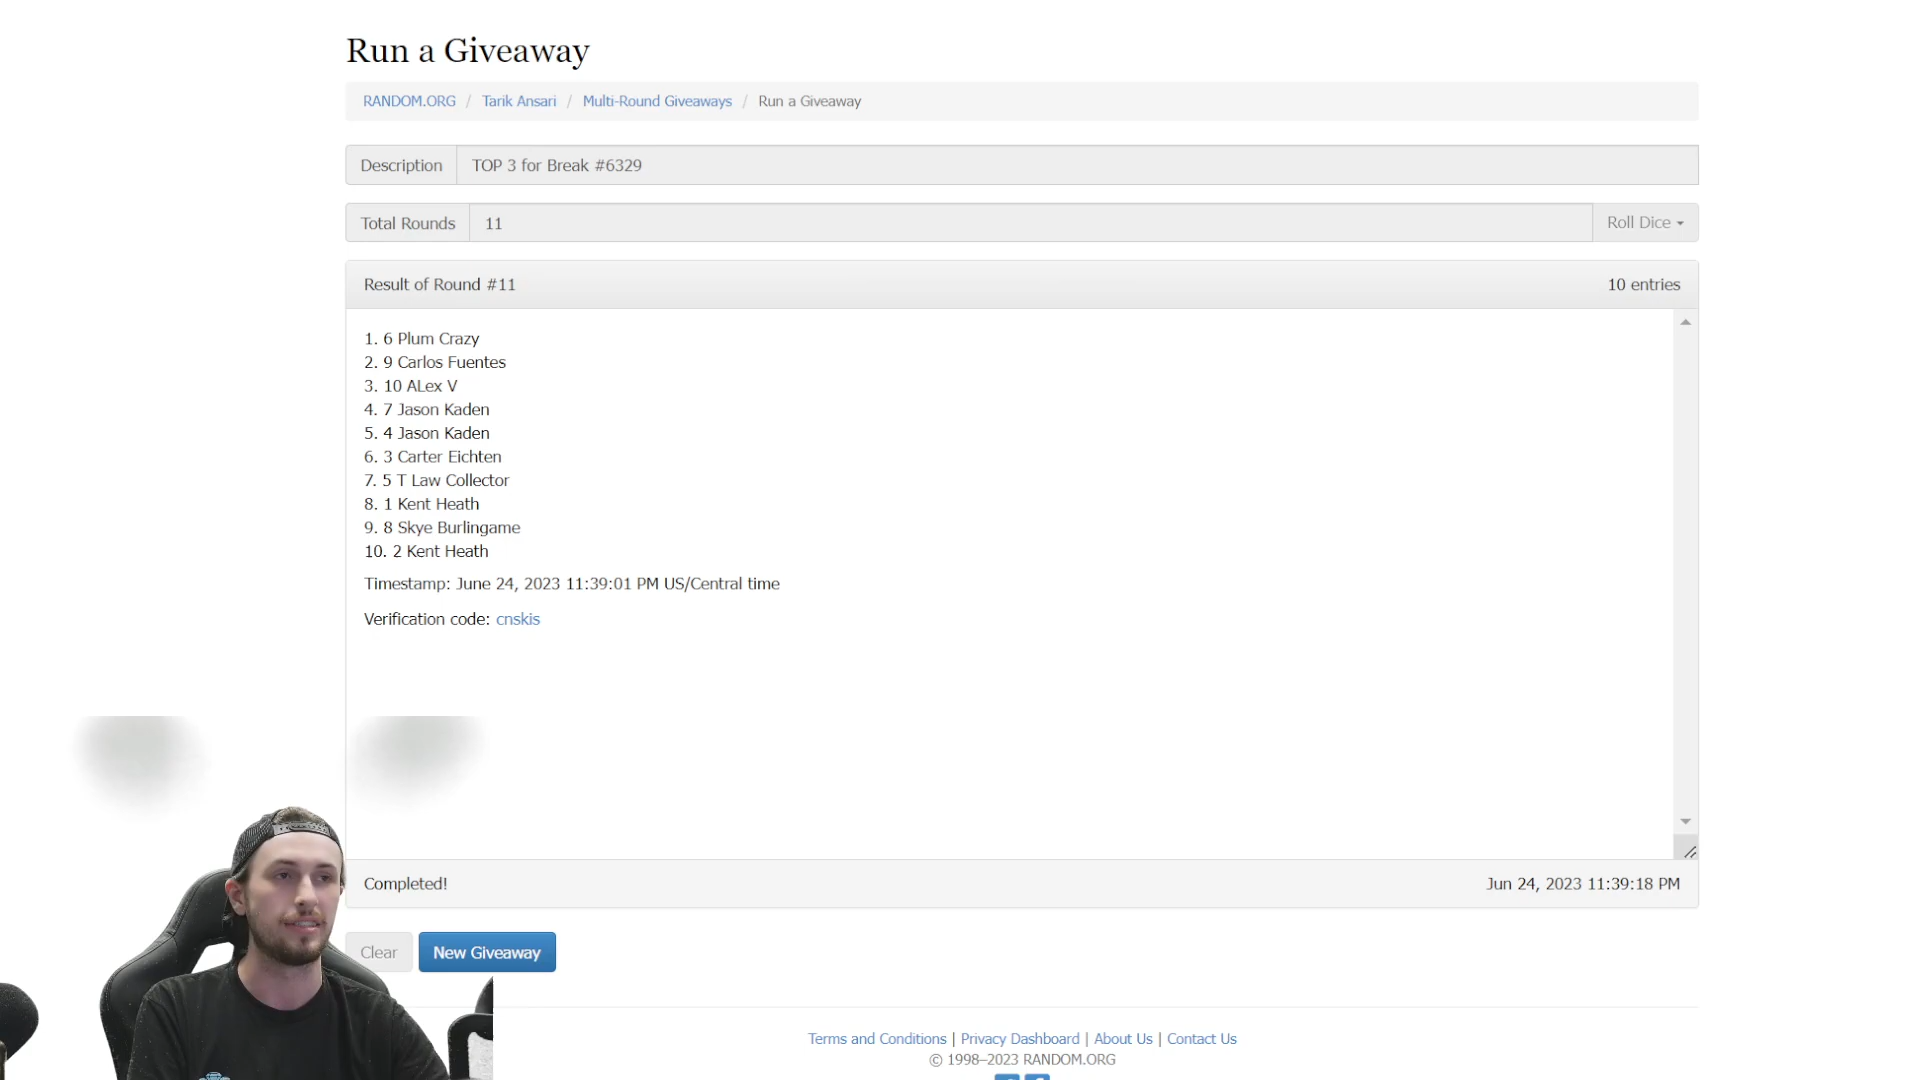 Run a Giveaway
RANDOM.ORG / Tarik Ansari / Multi-Round Giveaways / Run a Giveaway
Description TOP 3 for Break #6329
Total Rounds 11 Roll Dice
Result of Round #11 10 entries
1. 6 Plum Crazy
2. 9 Carlos Fuentes
3. 10 ALex V
4. 7 Jason Kaden
5. 4 Jason Kaden
6. 3 Carter Eichten
7. 5 T Law Collector
8. 1 Kent Heath
9. 8 Skye Burlingame
10. 2 Kent Heath
Timestamp: June 24, 2023 11:39:01 PM US/Central time
Verification code: cnskis
Completed! Jun 24, 2023 11:39:18 PM
Clear New Giveaway
Terms and Conditions | Privacy Dashboard | About Us | Contact Us
© 1998–2023 RANDOM.ORG